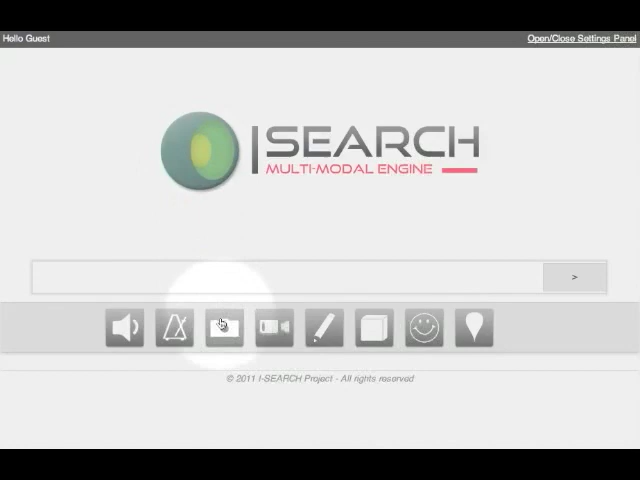 Hello Guest
Open/Close Settings Panel
I SEARCH
MULTI-MODAL ENGINE
>
© 2011 I-SEARCH Project - All rights reserved